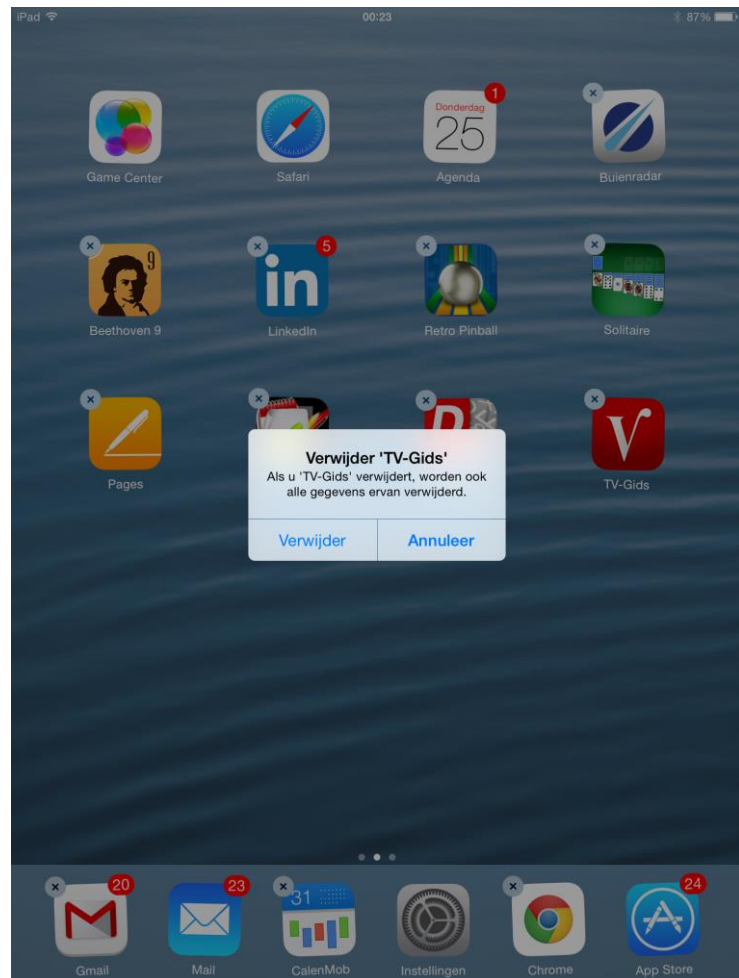 iPad 00:23 87%
1
Donderdag
25
9
Game Center Safari Agenda Buienradar
5
in
Beethoven 9 LinkedIn Retro Pinball Solitaire
D
V
Pages TV-Gids
Verwijder 'TV-Gids'
Als u 'TV-Gids' verwijdert, worden ook
alle gegevens ervan verwijderd.
Verwijder Annuleer
20 23 24
31
Gmail Mail CalenMob Instellingen Chrome App Store